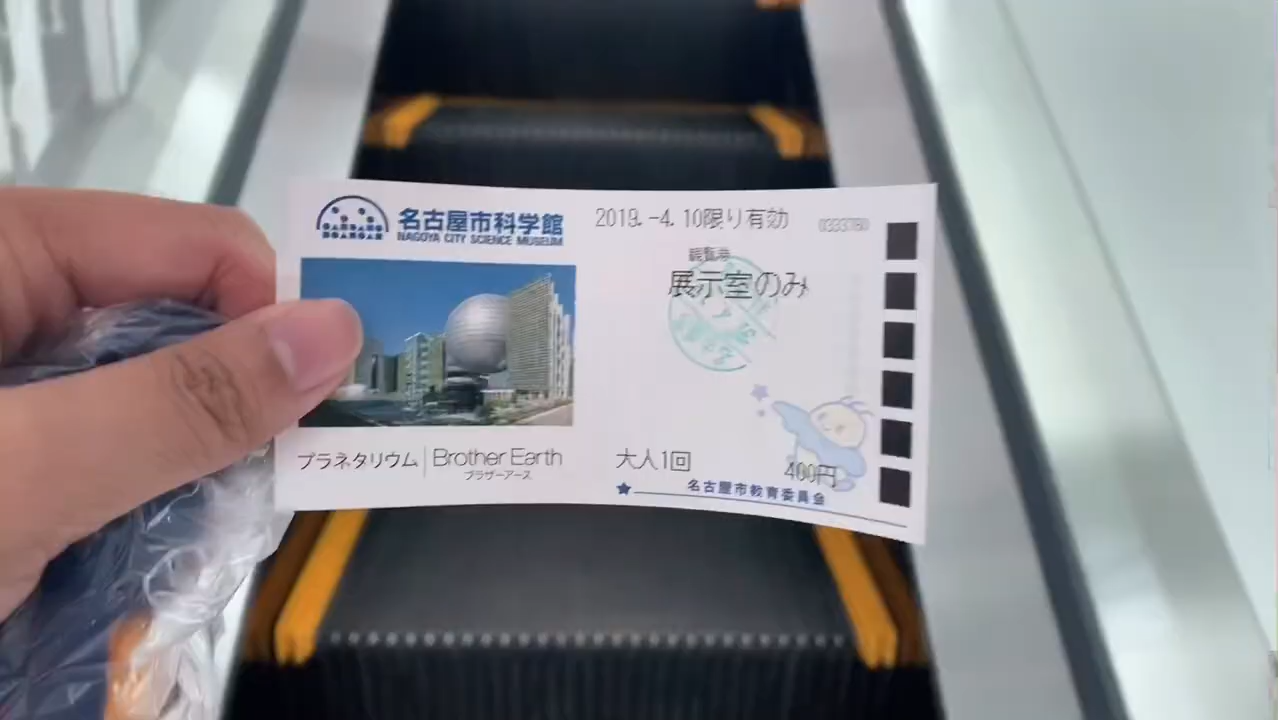 名古屋市科学館
NAGOYA CITY SCIENCE MUSEUM
プラネタリウム
Brother Earth
ブラザーアース
2019.-4.10限り有効
0333780
観覧券
展示室のみ
大人1回
400円
名古屋市教育委員会